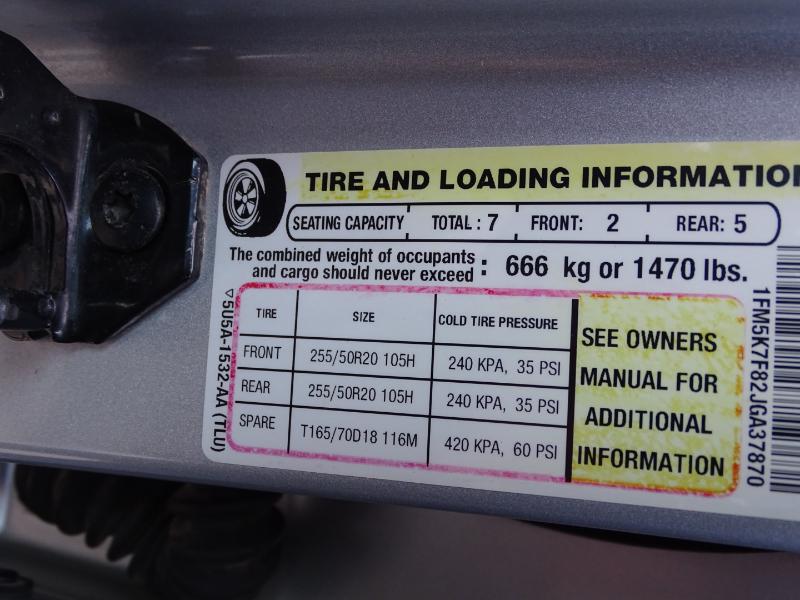 TIRE AND LOADING INFORMATION
SEATING CAPACITY TOTAL : 7 FRONT: 2 REAR: 5
The combined weight of occupants
and cargo should never exceed : 666 kg or 1470 lbs.
TIRE SIZE COLD TIRE PRESSURE
FRONT 255/50R20 105H 240 KPA, 35 PSI
REAR 255/50R20 105H 240 KPA, 35 PSI
SPARE T165/70D18 116M 420 KPA, 60 PSI
SEE OWNERS
MANUAL FOR
ADDITIONAL
INFORMATION
▽5U5A-1532-AA (TLU)
1FM5K7F82JGA37870